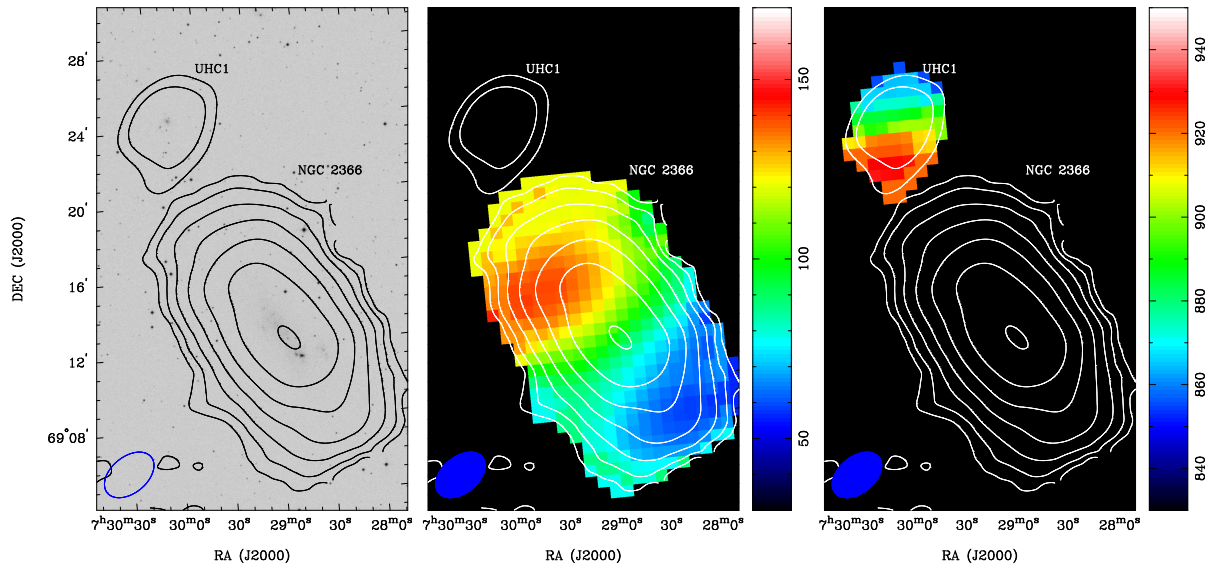 UHC1
NGC 2366
28′
24′
20′
16′
12′
69°08′
DEC (J2000)
7ʰ30ᵐ30ˢ 30ᵐ0ˢ 30ˢ 29ᵐ0ˢ 30ˢ 28ᵐ0ˢ
RA (J2000)
UHC1
NGC 2366
30ᵐ0ˢ 30ˢ 29ᵐ0ˢ 30ˢ 28ᵐ0ˢ
7ʰ30ᵐ30ˢ
RA (J2000)
150
100
50
UHC1
NGC 2366
7ʰ30ᵐ30ˢ 30ᵐ0ˢ 30ˢ 29ᵐ0ˢ 30ˢ 28ᵐ0ˢ
RA (J2000)
940
920
900
880
860
840